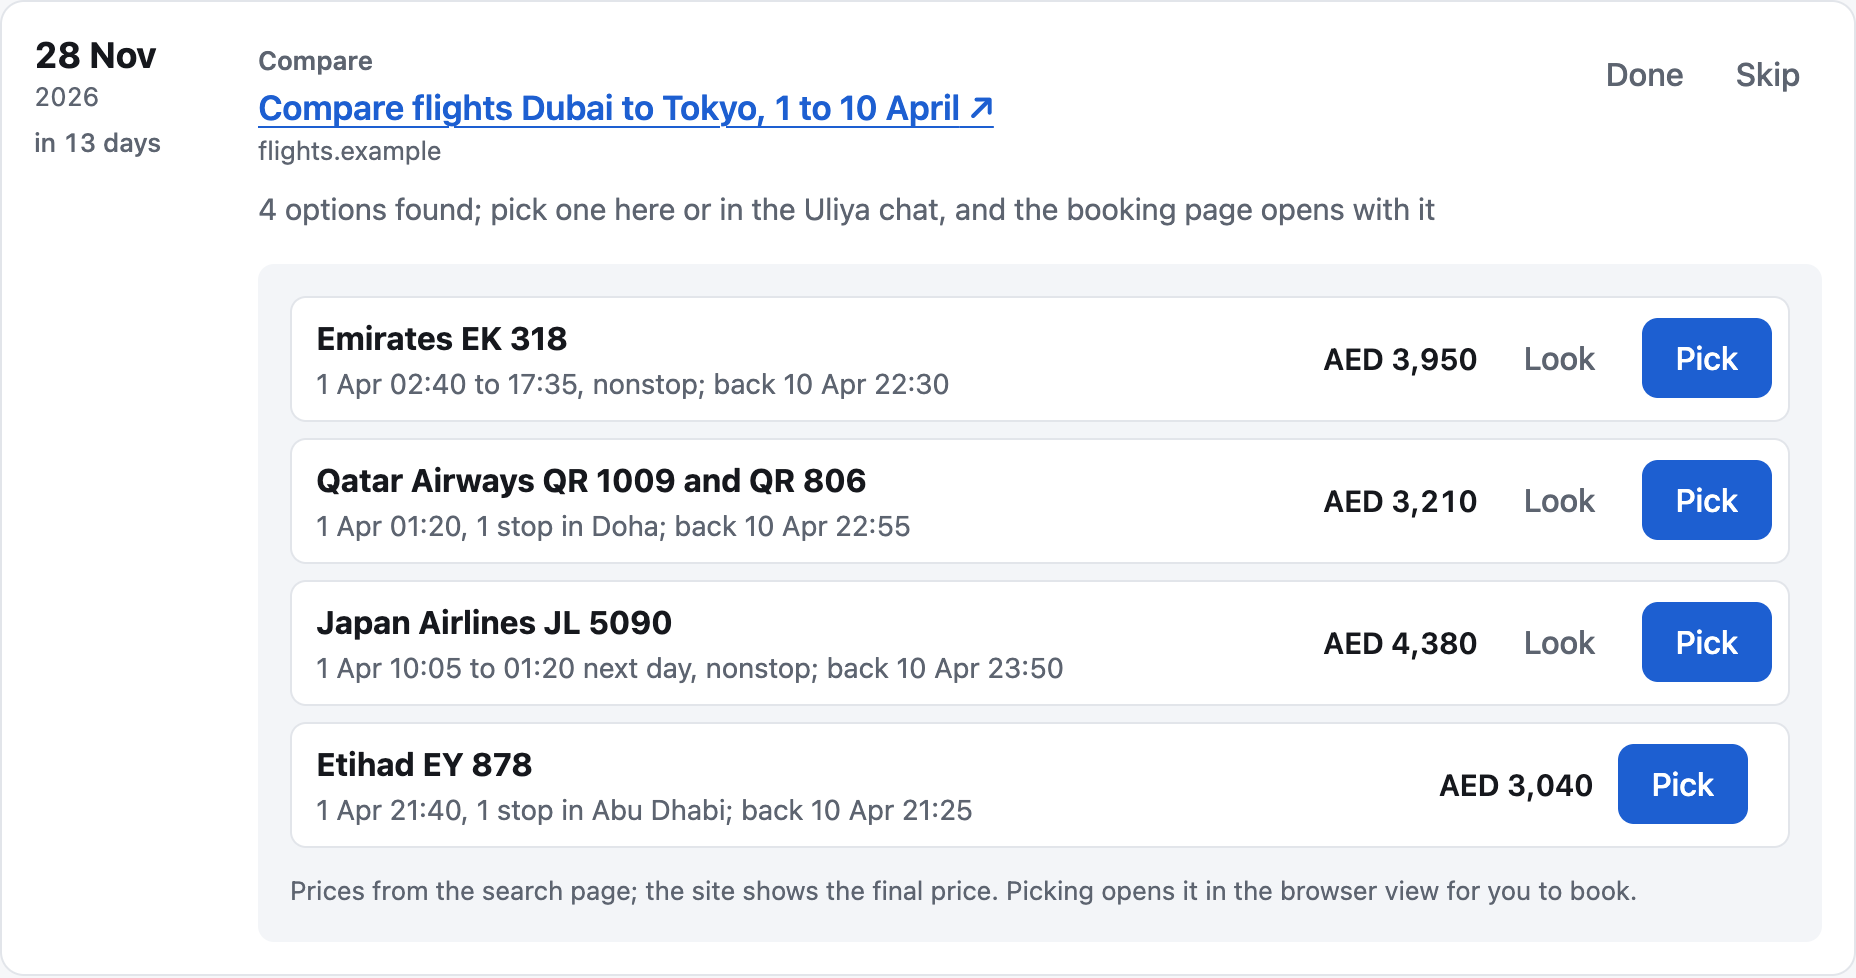 28 Nov
2026
in 13 days
Compare
Compare flights Dubai to Tokyo, 1 to 10 April ↗
flights.example
Done
Skip
4 options found; pick one here or in the Uliya chat, and the booking page opens with it
Emirates EK 318
1 Apr 02:40 to 17:35, nonstop; back 10 Apr 22:30
AED 3,950
Look
Pick
Qatar Airways QR 1009 and QR 806
1 Apr 01:20, 1 stop in Doha; back 10 Apr 22:55
AED 3,210
Look
Pick
Japan Airlines JL 5090
1 Apr 10:05 to 01:20 next day, nonstop; back 10 Apr 23:50
AED 4,380
Look
Pick
Etihad EY 878
1 Apr 21:40, 1 stop in Abu Dhabi; back 10 Apr 21:25
AED 3,040
Pick
Prices from the search page; the site shows the final price. Picking opens it in the browser view for you to book.